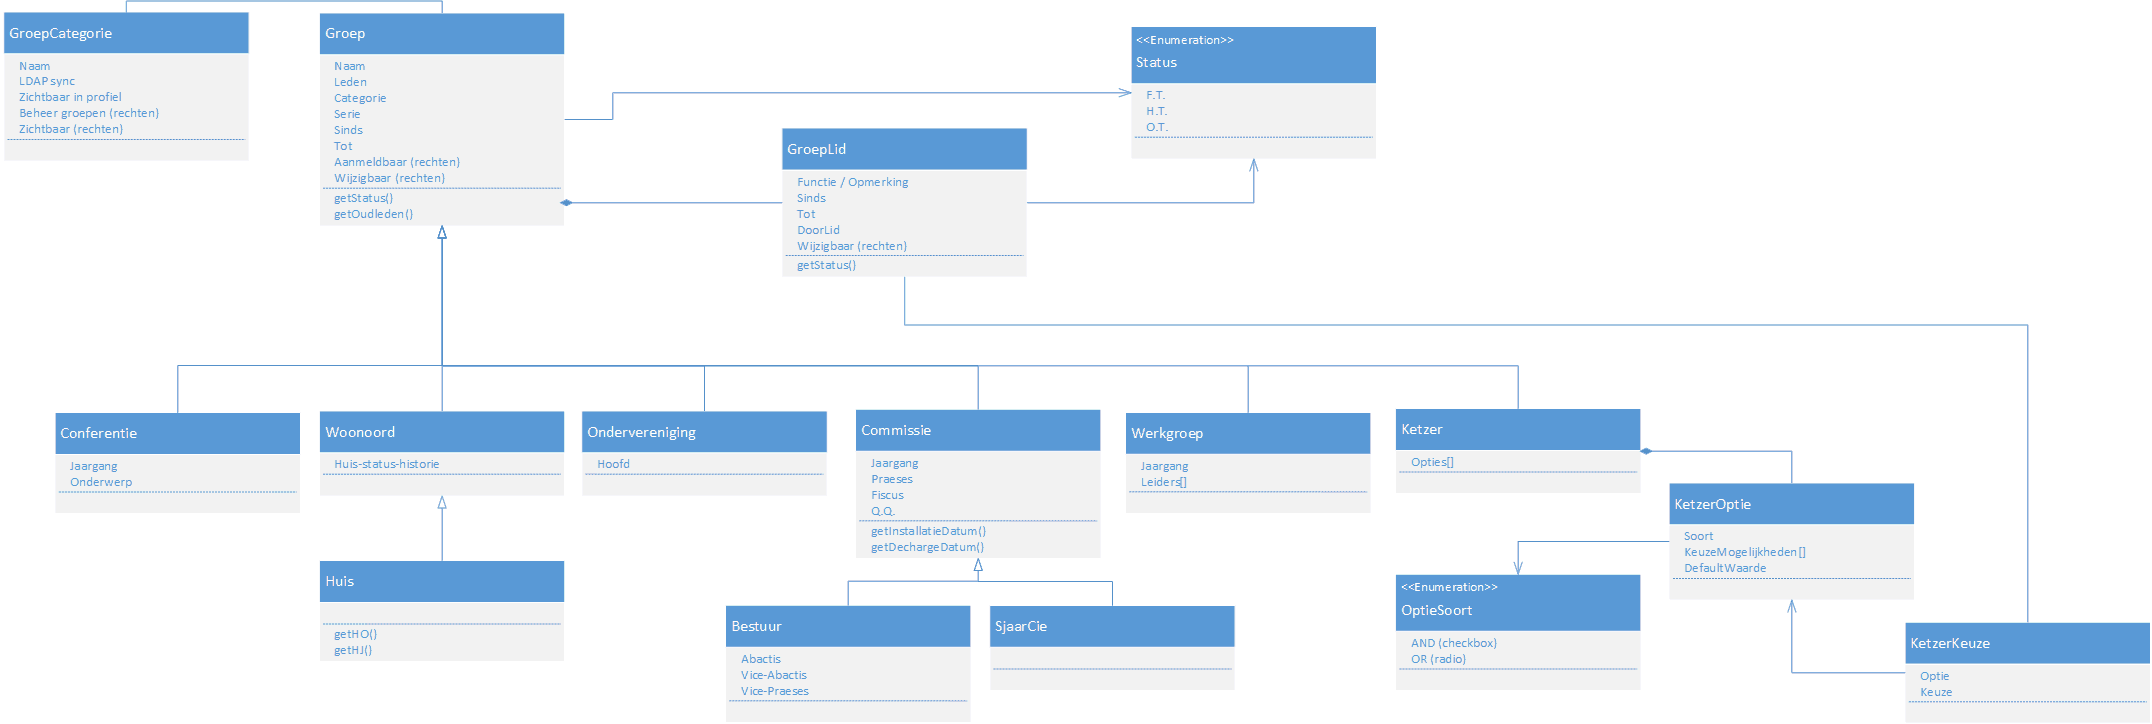 GroepCategorie
Naam
LDAP sync
Zichtbaar in profiel
Beheer groepen (rechten)
Zichtbaar (rechten)
Groep
Naam
Leden
Categorie
Serie
Sinds
Tot
Aanmeldbaar (rechten)
Wijzigbaar (rechten)
getStatus()
getOudleden()
<<Enumeration>>
Status
F.T.
H.T.
O.T.
GroepLid
Functie / Opmerking
Sinds
Tot
DoorLid
Wijzigbaar (rechten)
getStatus()
Conferentie
Jaargang
Onderwerp
Woonoord
Huis-status-historie
Ondervereniging
Hoofd
Commissie
Jaargang
Praeses
Fiscus
Q.Q.
getInstallatieDatum()
getDechargeDatum()
Werkgroep
Jaargang
Leiders[]
Ketzer
Opties[]
KetzerOptie
Soort
KeuzeMogelijkheden[]
DefaultWaarde
Huis
getHO()
getHJ()
Bestuur
Abactis
Vice-Abactis
Vice-Praeses
SjaarCie
<<Enumeration>>
OptieSoort
AND (checkbox)
OR (radio)
KetzerKeuze
Optie
Keuze